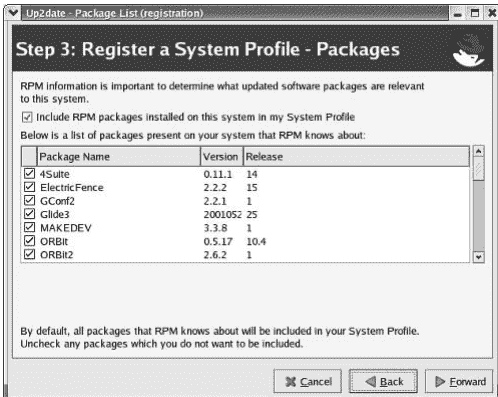 Up2date - Package List (registration)
Step 3: Register a System Profile - Packages
RPM information is important to determine what updated software packages are relevant
to this system.
Include RPM packages installed on this system in my System Profile
Below is a list of packages present on your system that RPM knows about:
Package Name Version Release
4Suite 0.11.1 14
ElectricFence 2.2.2 15
GConf2 2.2.1 1
Glide3 2001052 25
MAKEDEV 3.3.8 1
ORBit 0.5.17 10.4
ORBit2 2.6.2 1
By default, all packages that RPM knows about will be included in your System Profile.
Uncheck any packages which you do not want to be included.
Cancel Back Forward